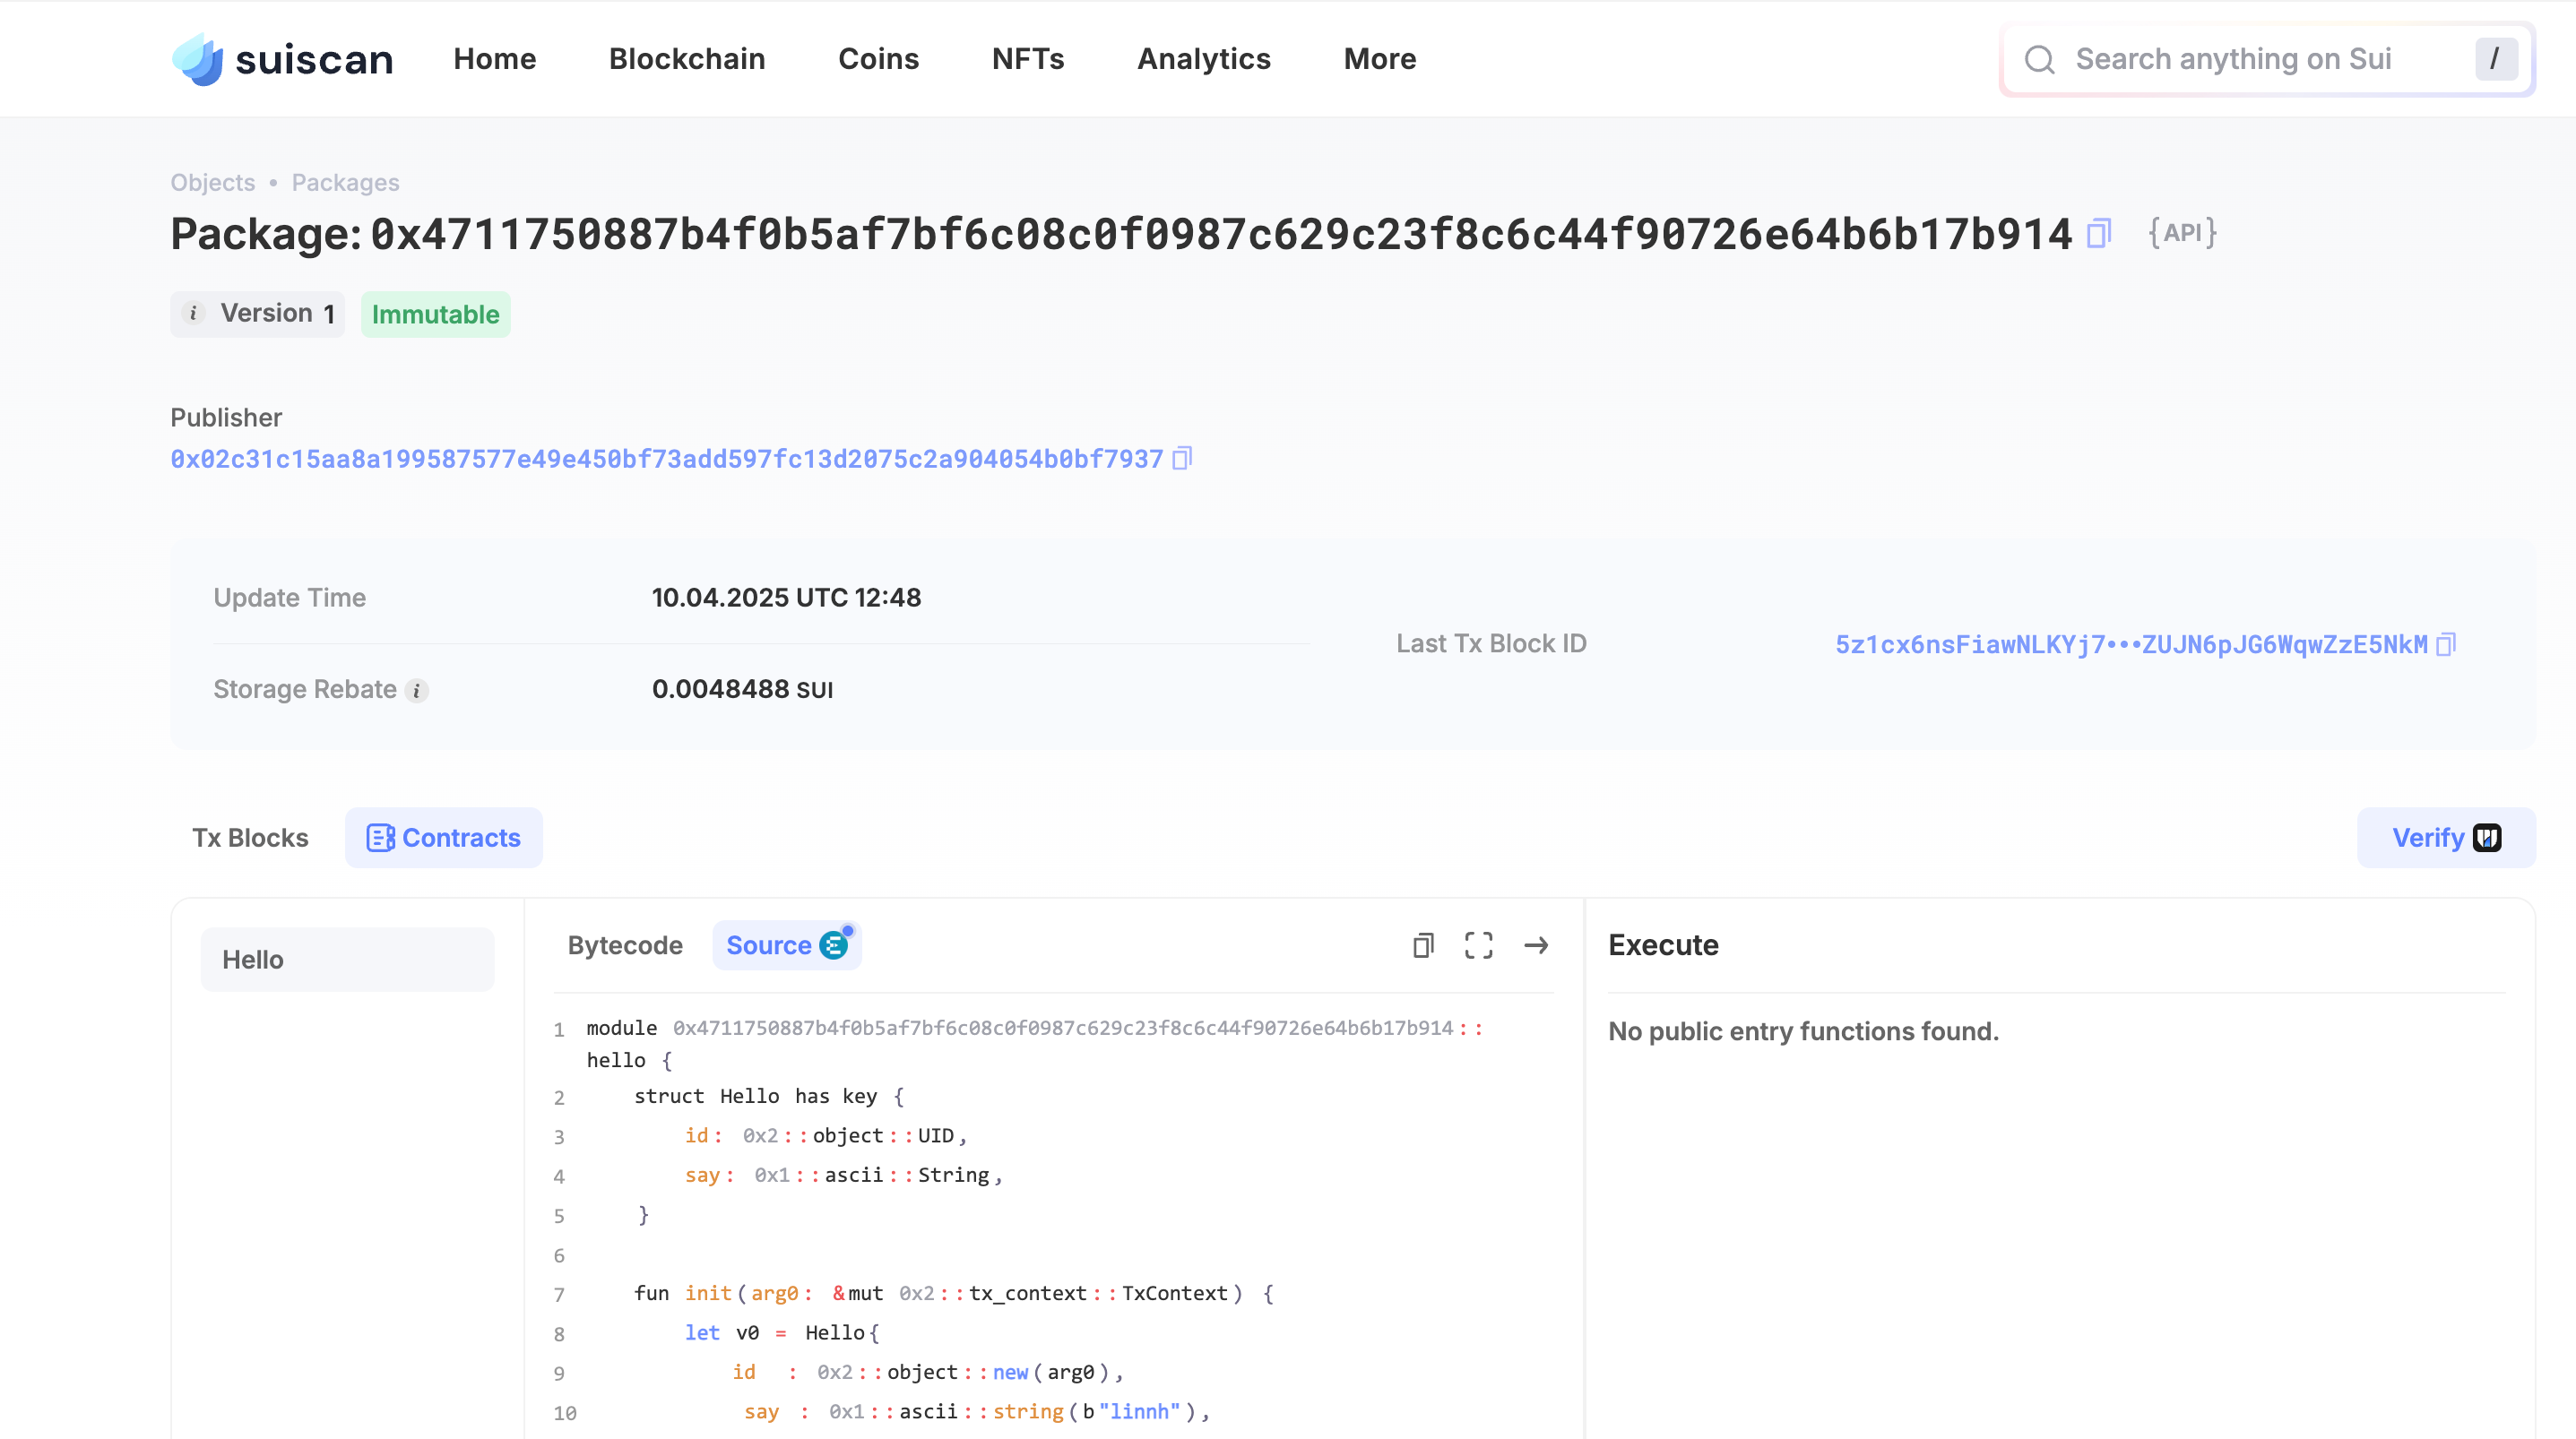 suiscan Home Blockchain Coins NFTs Analytics More Search anything on Sui /
Objects • Packages
Package: 0x4711750887b4f0b5af7bf6c08c0f0987c629c23f8c6c44f90726e64b6b17b914 {API}
i Version 1 Immutable
Publisher
0x02c31c15aa8a199587577e49e450bf73add597fc13d2075c2a904054b0bf7937
Update Time 10.04.2025 UTC 12:48
Last Tx Block ID 5z1cx6nsFiawNLKYj7•••ZUJN6pJG6WqwZzE5NkM
Storage Rebate i 0.0048488 SUI
Tx Blocks Contracts Verify
Hello
Bytecode Source
Execute
No public entry functions found.
1 module 0x4711750887b4f0b5af7bf6c08c0f0987c629c23f8c6c44f90726e64b6b17b914::
hello {
2 struct Hello has key {
3 id: 0x2::object::UID,
4 say: 0x1::ascii::String,
5 }
6
7 fun init(arg0: &mut 0x2::tx_context::TxContext) {
8 let v0 = Hello{
9 id : 0x2::object::new(arg0),
10 say : 0x1::ascii::string(b"linnh"),